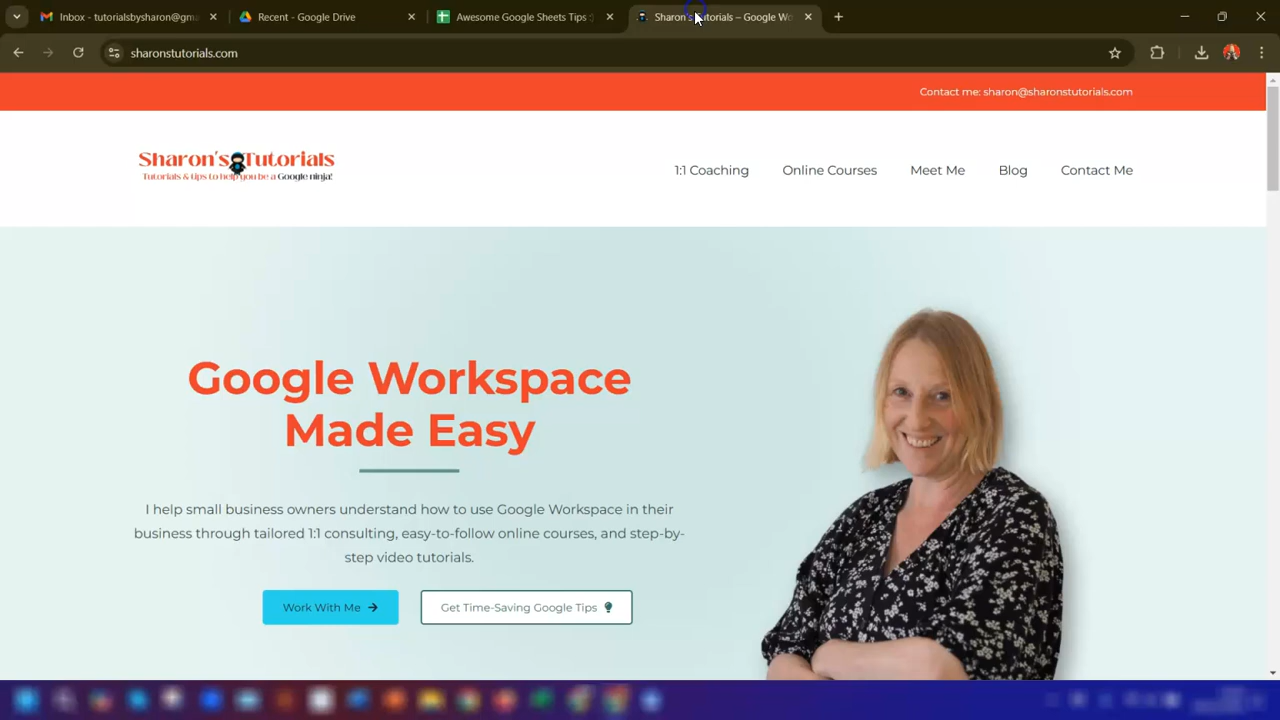 Inbox - tutorialsbysharon@gma
Recent - Google Drive
Awesome Google Sheets Tips :
Sharon's Tutorials – Google Wo
sharonstutorials.com
Contact me: sharon@sharonstutorials.com
Sharon's Tutorials
Tutorials & tips to help you be a Google ninja!
1:1 Coaching
Online Courses
Meet Me
Blog
Contact Me
Google Workspace
Made Easy
I help small business owners understand how to use Google Workspace in their
business through tailored 1:1 consulting, easy-to-follow online courses, and step-by-
step video tutorials.
Work With Me
Get Time-Saving Google Tips